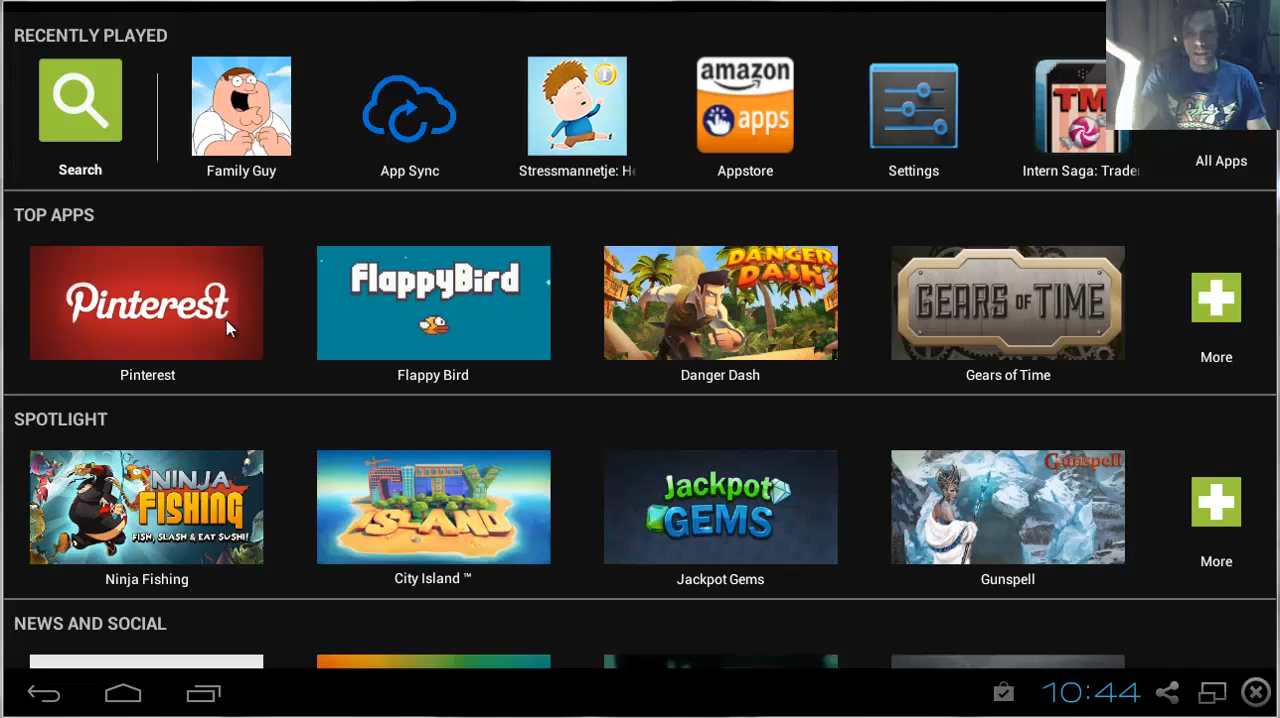 RECENTLY PLAYED
amazon
apps
TM
Search
Family Guy
App Sync
Stressmannetje: He
Appstore
Settings
Intern Saga: Trade
All Apps
TOP APPS
Pinterest
FlappyBird
DANGER
DASH
GEARS OF TIME
Pinterest
Flappy Bird
Danger Dash
Gears of Time
More
SPOTLIGHT
NINJA
FISHING
FISH, SLASH & EAT SUSHI!
CITY
ISLAND
Jackpot
GEMS
Gunspell
Ninja Fishing
City Island ™
Jackpot Gems
Gunspell
More
NEWS AND SOCIAL
10:44